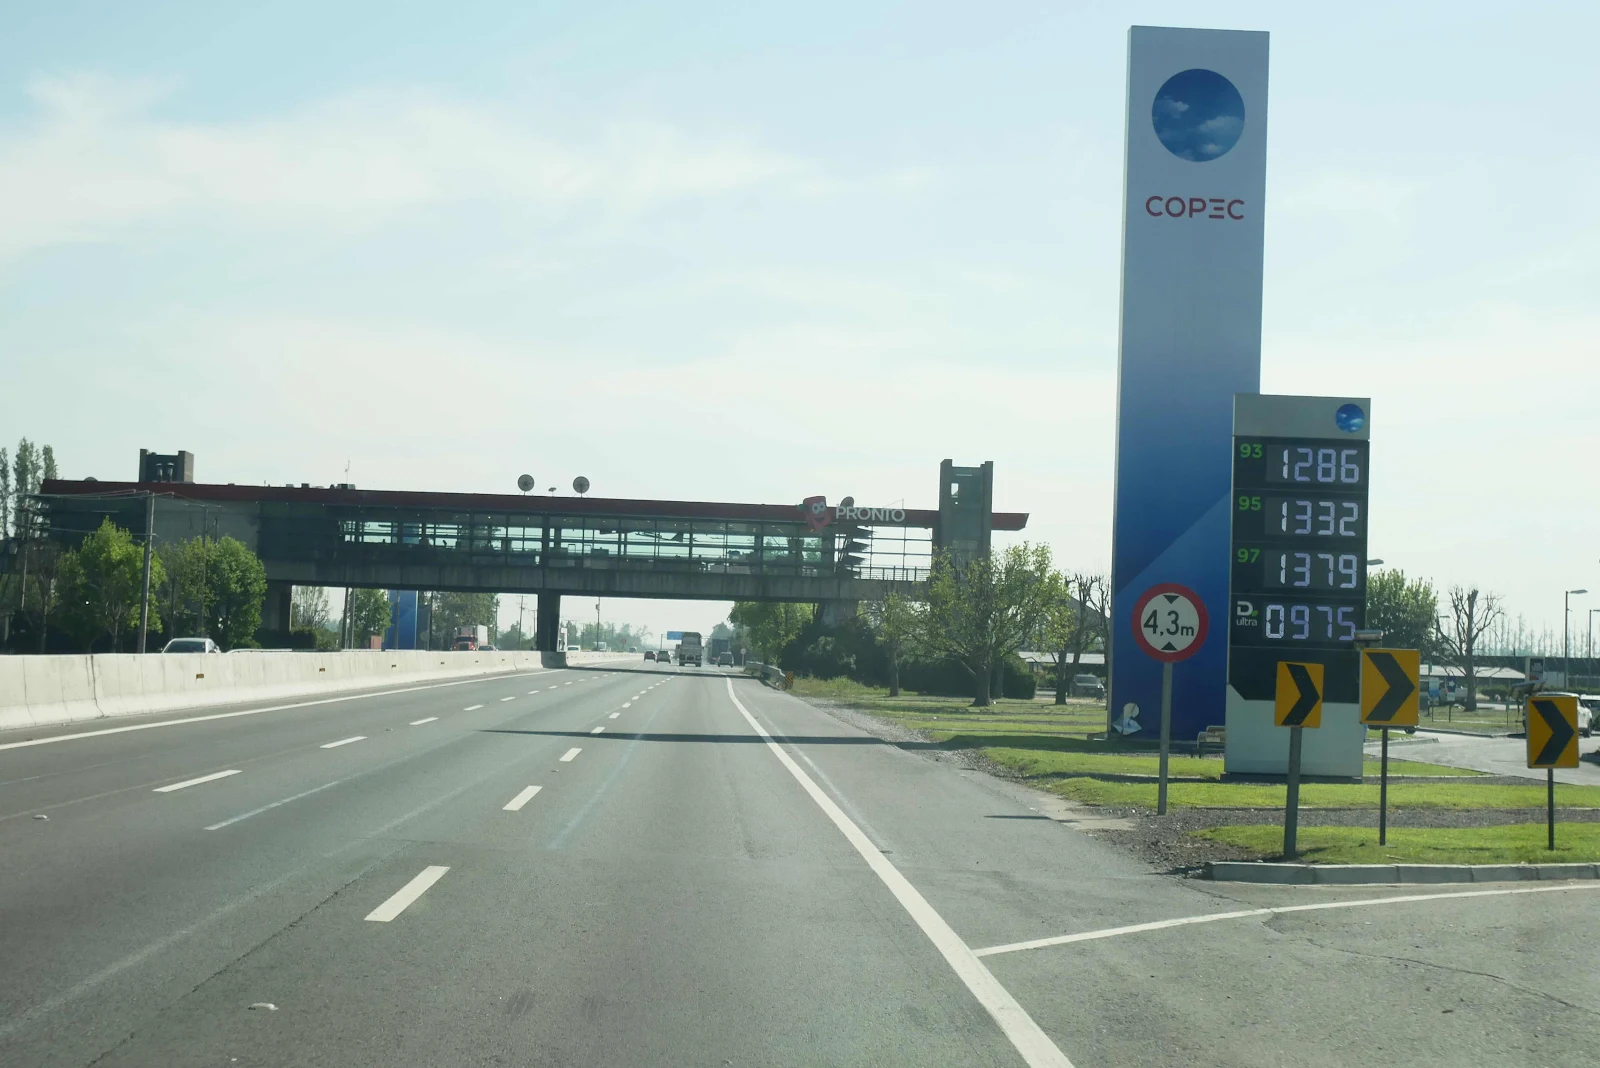 COPEC
93 1286
95 1332
97 1379
D ultra 0975
PRONTO
4,3m